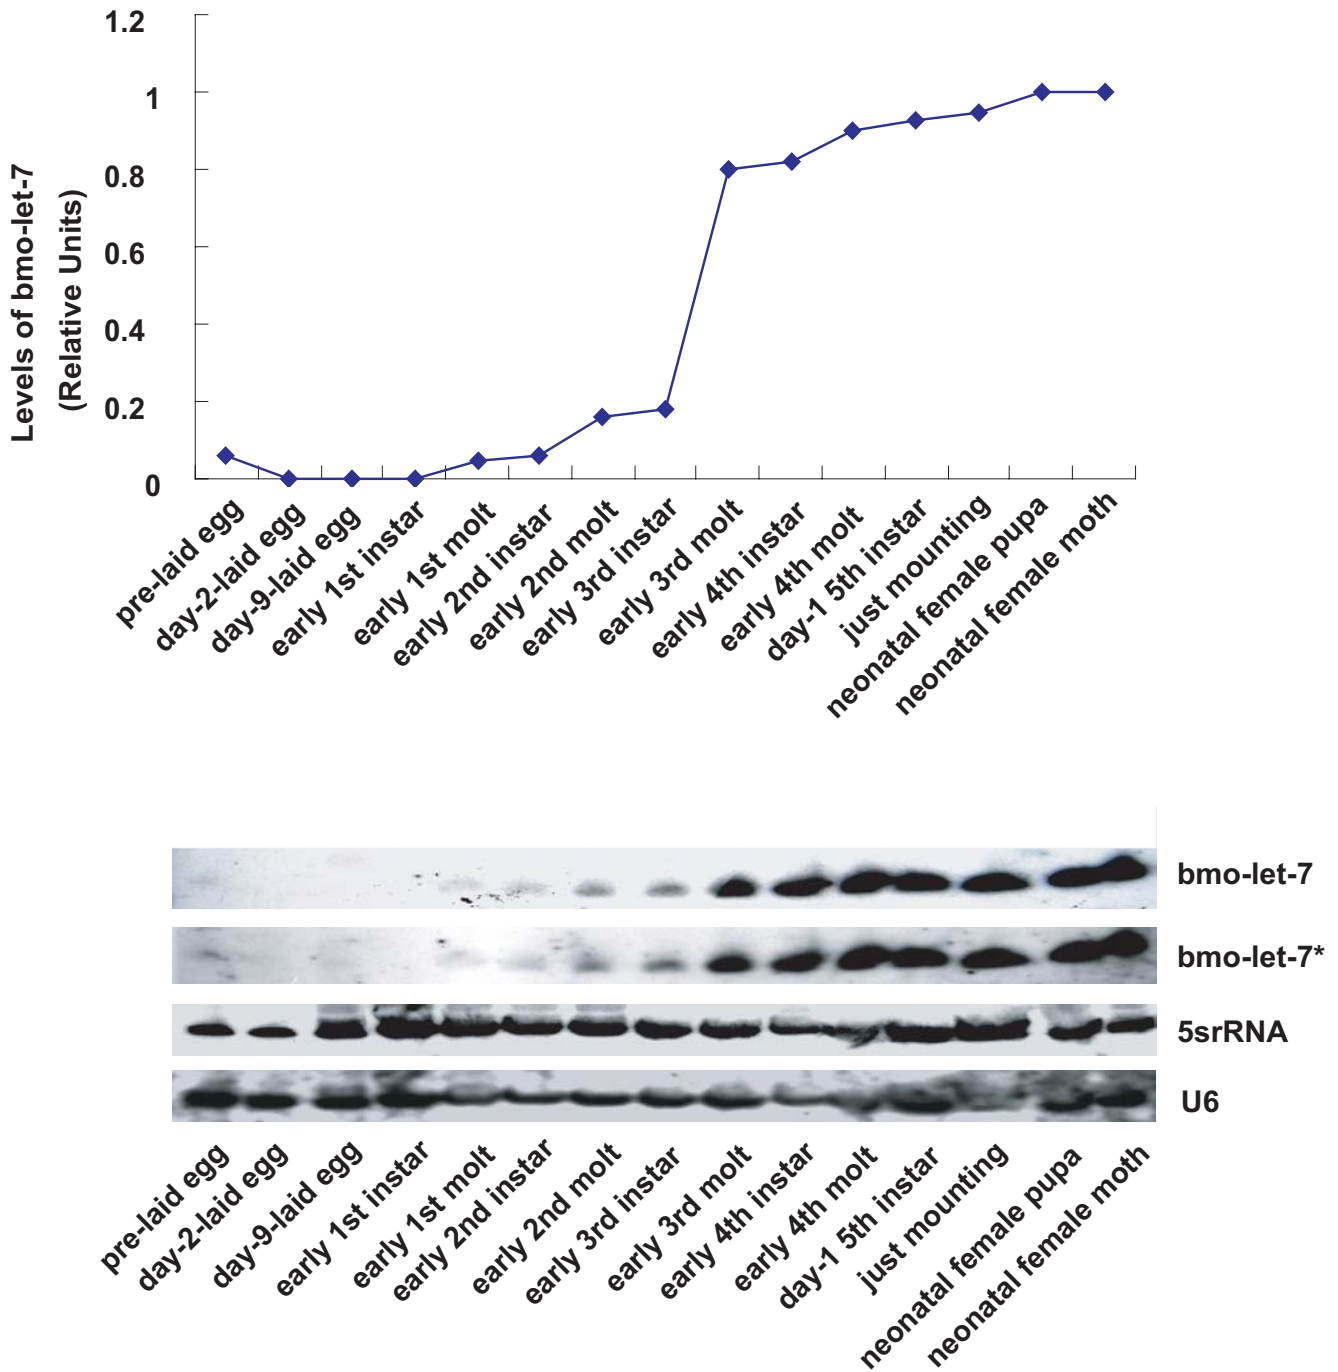 1.2
1
0.8
0.6
0.4
0.2
0
Levels of bmo-let-7
(Relative Units)
pre-laid egg
day-2-laid egg
day-9-laid egg
early 1st instar
early 1st molt
early 2nd instar
early 2nd molt
early 3rd instar
early 3rd molt
early 4th instar
early 4th molt
day-1 5th instar
just mounting
neonatal female pupa
neonatal female moth
bmo-let-7
bmo-let-7*
5srRNA
U6
pre-laid egg
day-2-laid egg
day-9-laid egg
early 1st instar
early 1st molt
early 2nd instar
early 2nd molt
early 3rd instar
early 3rd molt
early 4th instar
early 4th molt
day-1 5th instar
just mounting
neonatal female pupa
neonatal female moth